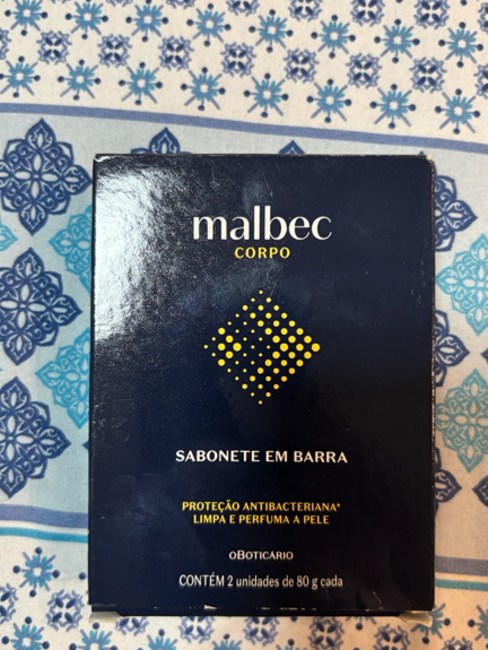 malbec
CORPO
SABONETE EM BARRA
PROTEÇÃO ANTIBACTERIANA*
LIMPA E PERFUMA A PELE
oBOTICÁRIO
CONTÉM 2 unidades de 80 g cada